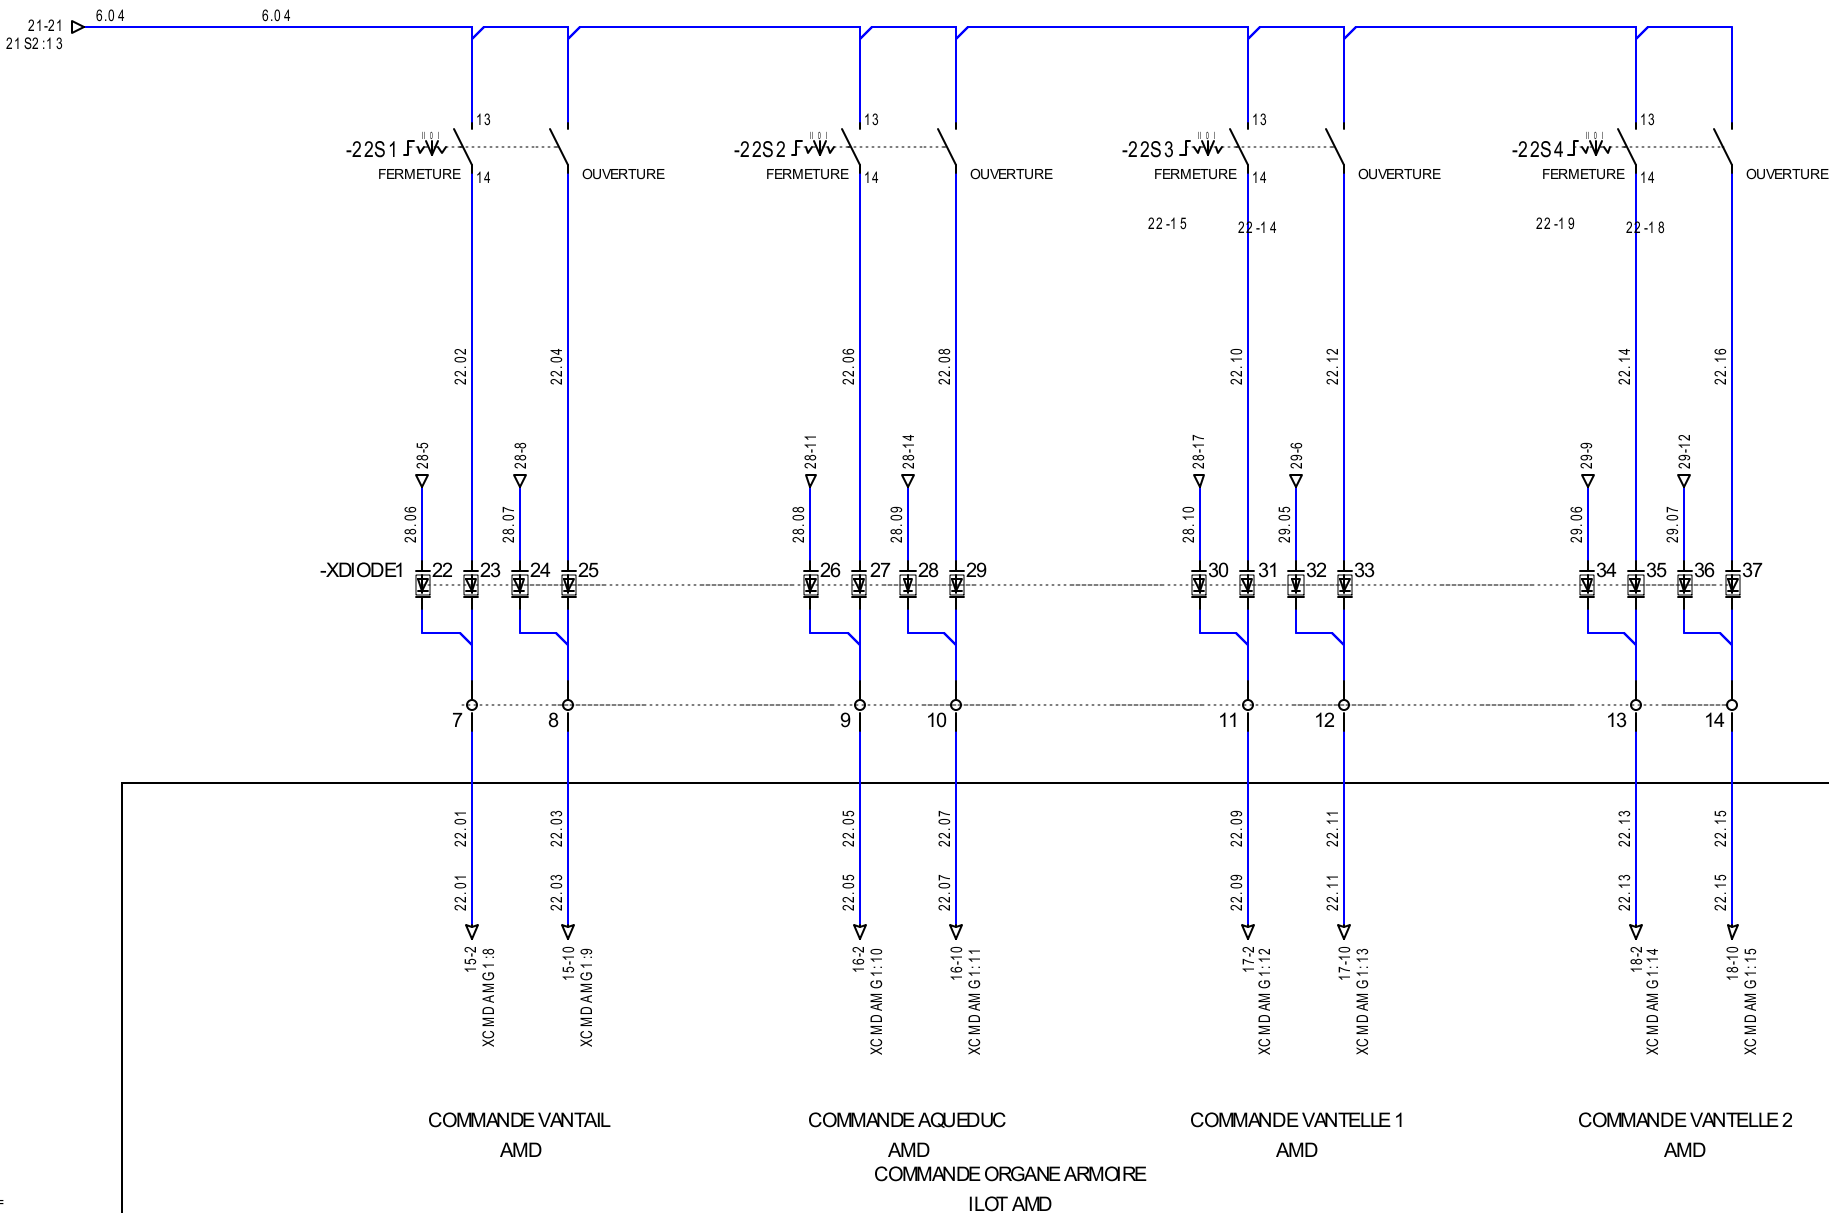 6.04 6.04
21-21
21S2:13
13 13 13 13
-22S1 II 0 I -22S2 II 0 I -22S3 II 0 I -22S4 II 0 I
FERMETURE 14 OUVERTURE FERMETURE 14 OUVERTURE FERMETURE 14 OUVERTURE FERMETURE 14 OUVERTURE
22-15 22-14 22-19 22-18
22.02 22.04 22.06 22.08 22.10 22.12 22.14 22.16
28-5 28-8 28-11 28-14 28-17 29-6 29-9 29-12
28.06 28.07 28.08 28.09 28.10 29.05 29.06 29.07
-XDIODE1 22 23 24 25 26 27 28 29 30 31 32 33 34 35 36 37
7 8 9 10 11 12 13 14
22.01 22.03 22.05 22.07 22.09 22.11 22.13 22.15
22.01 22.03 22.05 22.07 22.09 22.11 22.13 22.15
15-2 15-10 16-2 16-10 17-2 17-10 18-2 18-10
XCMDAMG1:8 XCMDAMG1:9 XCMDAMG1:10 XCMDAMG1:11 XCMDAMG1:12 XCMDAMG1:13 XCMDAMG1:14 XCMDAMG1:15
COMMANDE VANTAIL COMMANDE AQUEDUC COMMANDE VANTELLE 1 COMMANDE VANTELLE 2
AMD AMD AMD AMD
COMMANDE ORGANE ARMOIRE
ILOT AMD